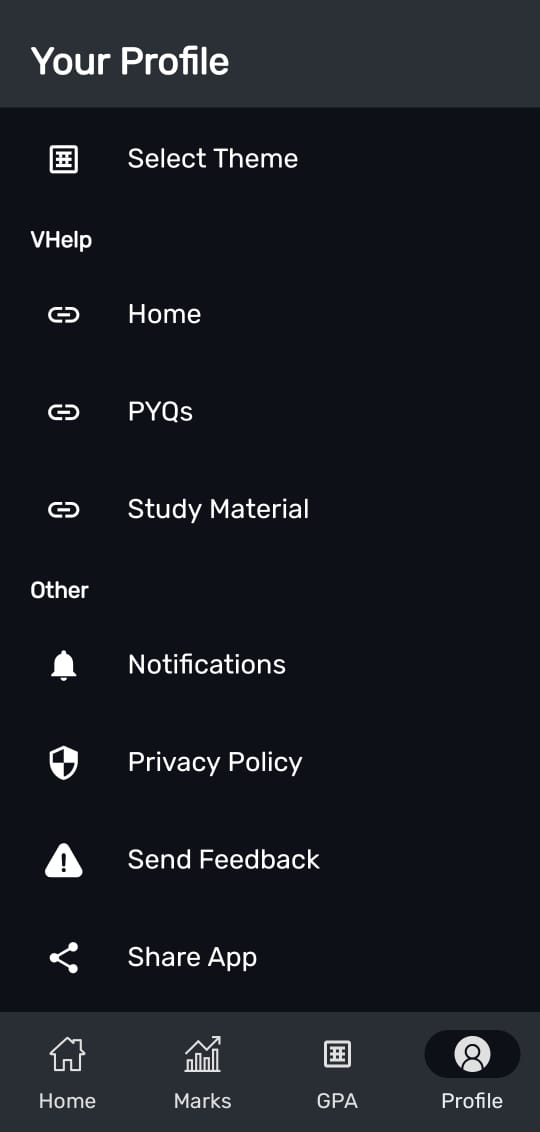 Your Profile
Select Theme
VHelp
Home
PYQs
Study Material
Other
Notifications
Privacy Policy
Send Feedback
Share App
Home
Marks
GPA
Profile